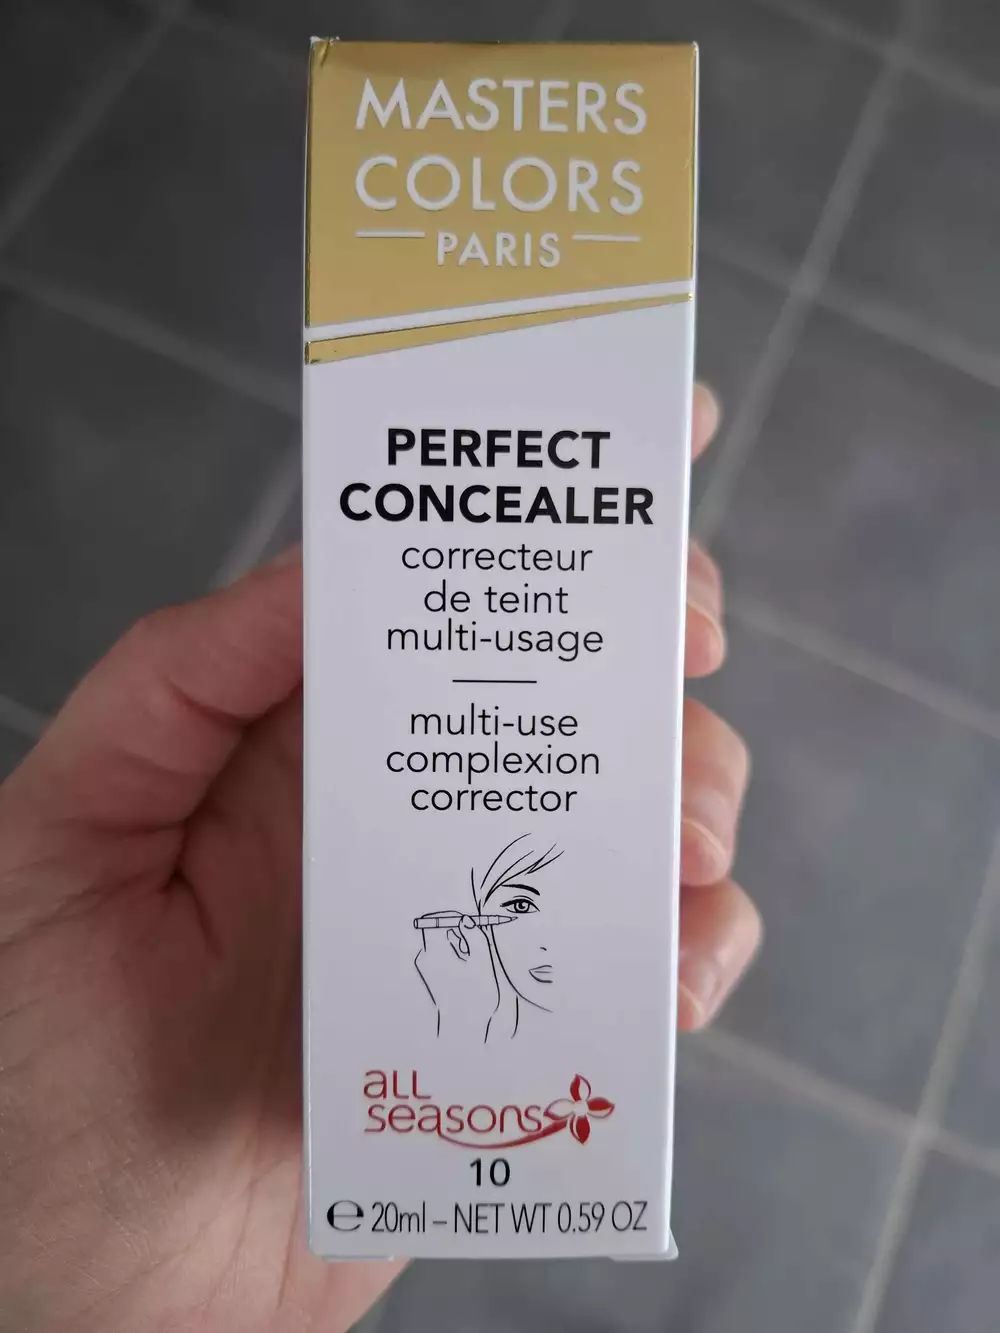 MASTERS
COLORS
PARIS
PERFECT
CONCEALER
correcteur
de teint
multi-usage
multi-use
complexion
corrector
all
seasons
10
℮ 20ml – NET WT 0.59 OZ